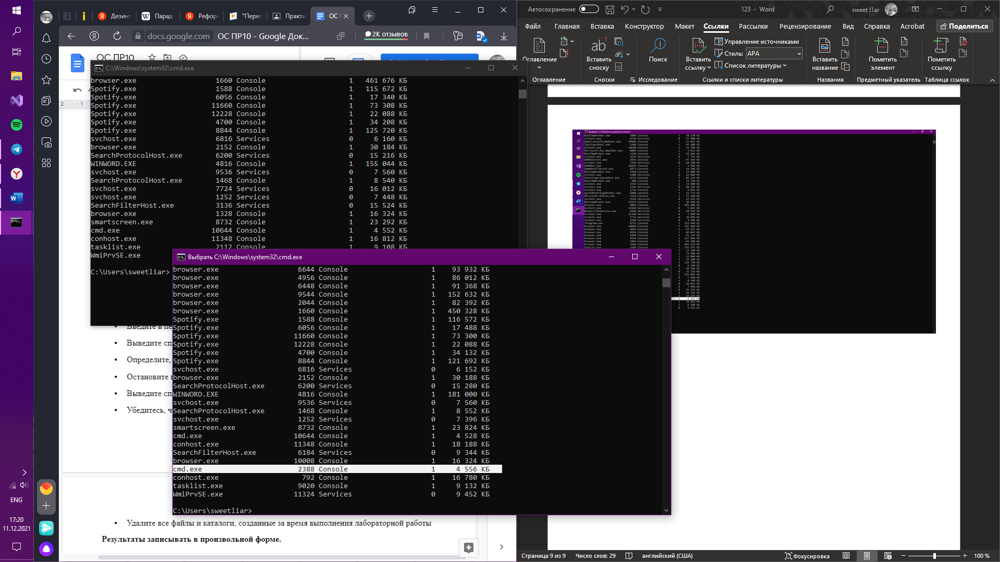 Дезинт
Парад
Рефор
"Перес
Практи
ОС
docs.google.com
ОС ПР10 - Google Док...
2К отзывов
ОС ПР10
C:\Windows\system32\cmd.exe
browser.exe 1660 Console 1 461 676 КБ
Spotify.exe 1588 Console 1 115 672 КБ
Spotify.exe 6056 Console 1 17 340 КБ
Spotify.exe 11660 Console 1 73 308 КБ
Spotify.exe 12228 Console 1 22 088 КБ
Spotify.exe 4700 Console 1 34 208 КБ
Spotify.exe 8844 Console 1 125 720 КБ
svchost.exe 6816 Services 0 6 160 КБ
browser.exe 2152 Console 1 30 184 КБ
SearchProtocolHost.exe 6200 Services 0 15 216 КБ
WINWORD.EXE 4816 Console 1 155 044 КБ
svchost.exe 9536 Services 0 7 560 КБ
SearchProtocolHost.exe 1468 Console 1 8 540 КБ
svchost.exe 7724 Services 0 16 012 КБ
svchost.exe 1252 Services 0 7 448 КБ
SearchFilterHost.exe 3136 Services 0 15 524 КБ
browser.exe 1328 Console 1 16 324 КБ
smartscreen.exe 8732 Console 1 23 292 КБ
cmd.exe 10644 Console 1 4 552 КБ
conhost.exe 11348 Console 1 16 812 КБ
tasklist.exe 2112 Console 1 9 108 КБ
WmiPrvSE.exe
C:\Users\sweetliar>
Выбрать C:\Windows\system32\cmd.exe
browser.exe 6644 Console 1 93 932 КБ
browser.exe 4956 Console 1 86 012 КБ
browser.exe 6448 Console 1 91 368 КБ
browser.exe 9544 Console 1 152 632 КБ
browser.exe 2044 Console 1 82 392 КБ
browser.exe 1660 Console 1 450 328 КБ
Spotify.exe 1588 Console 1 116 572 КБ
Spotify.exe 6056 Console 1 17 488 КБ
Spotify.exe 11660 Console 1 73 300 КБ
Spotify.exe 12228 Console 1 22 088 КБ
Spotify.exe 4700 Console 1 34 132 КБ
Spotify.exe 8844 Console 1 121 692 КБ
svchost.exe 6816 Services 0 6 152 КБ
browser.exe 2152 Console 1 30 188 КБ
SearchProtocolHost.exe 6200 Services 0 15 280 КБ
WINWORD.EXE 4816 Console 1 181 000 КБ
svchost.exe 9536 Services 0 7 560 КБ
SearchProtocolHost.exe 1468 Console 1 8 552 КБ
svchost.exe 1252 Services 0 7 396 КБ
smartscreen.exe 8732 Console 1 23 824 КБ
cmd.exe 10644 Console 1 4 528 КБ
conhost.exe 11348 Console 1 18 188 КБ
SearchFilterHost.exe 6184 Services 0 9 344 КБ
browser.exe 10008 Console 1 16 324 КБ
cmd.exe 2388 Console 1 4 556 КБ
conhost.exe 792 Console 1 16 780 КБ
tasklist.exe 9020 Console 1 9 132 КБ
WmiPrvSE.exe 11324 Services 0 9 452 КБ
C:\Users\sweetliar>
• Введите в
• Выведите
• Определите,
• Остановите
• Выведите
• Убедитесь,
• Удалите все файлы и каталоги, созданные за время выполнения лабораторной работы
Результаты записывать в произвольной форме.
ENG
17:20
11.12.2021
Автосохранение
123 - Word
sweet l1ar
Файл Главная Вставка Конструктор Макет Ссылки Рассылки Рецензирование Вид Справка Acrobat Поделиться
Оглавление
Вставить сноску
Поиск
Вставить ссылку
Управление источниками
Стиль: APA
Список литературы
Вставить название
Пометить элемент
Пометить ссылку
Оглавление Сноски Исследование Ссылки и списки литературы Названия Предметный указатель Таблица ссылок
Страница 9 из 9 Число слов: 29 английский (США) Фокусировка 100 %